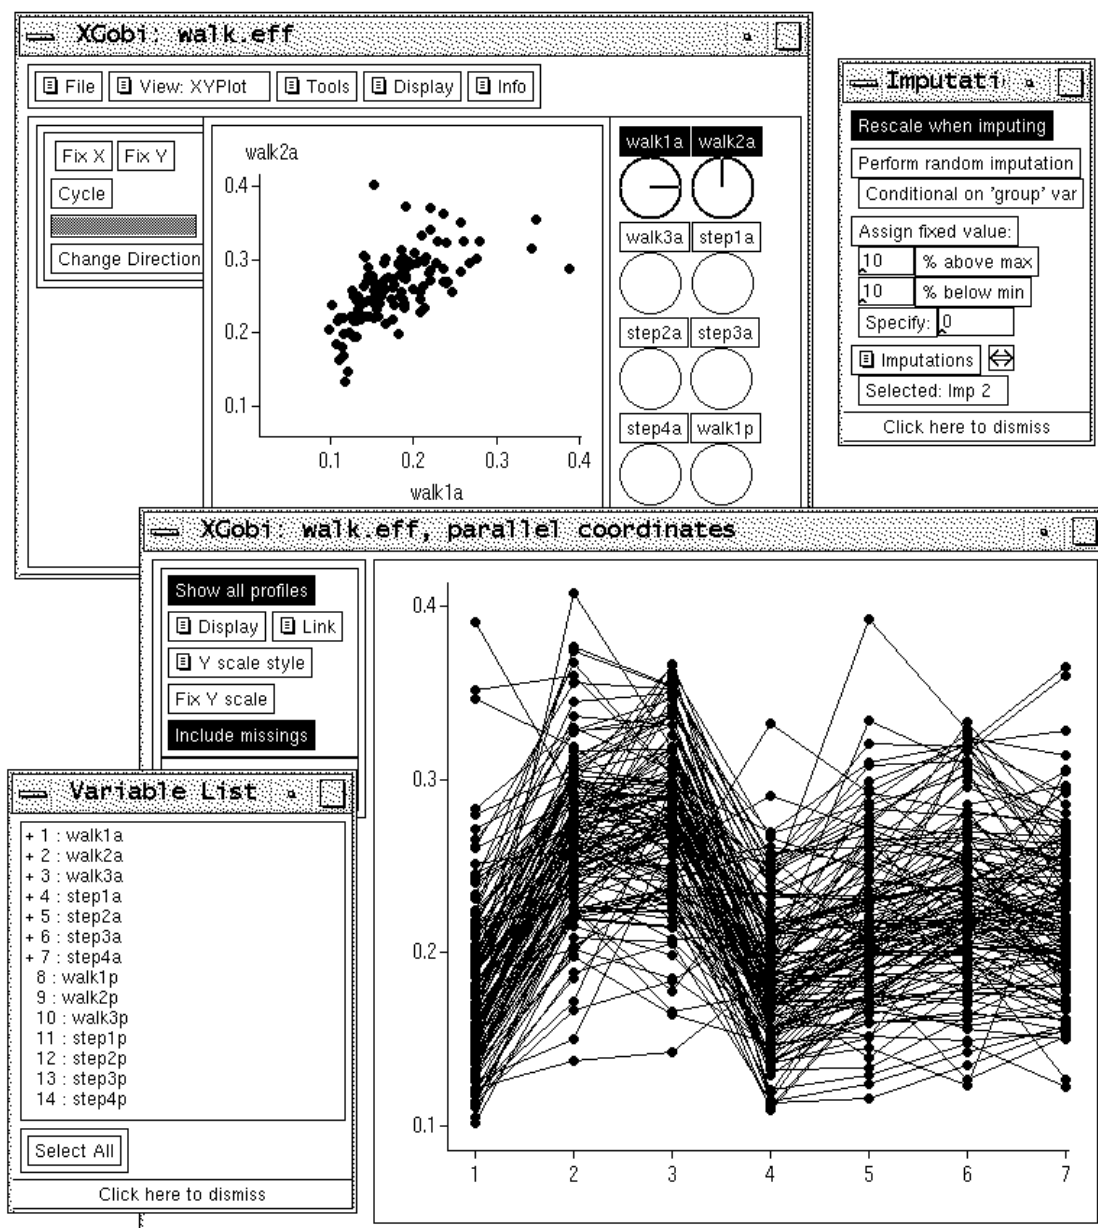 XGobi: walk.eff
File View: XYPlot Tools Display Info
Fix X Fix Y
Cycle
Change Direction
walk2a
0.4
0.3
0.2
0.1
0.1 0.2 0.3 0.4
walk1a
walk1a walk2a
walk3a step1a
step2a step3a
step4a walk1p
Imputati
Rescale when imputing
Perform random imputation
Conditional on 'group' var
Assign fixed value:
10 % above max
10 % below min
Specify: 0
Imputations
Selected: Imp 2
Click here to dismiss
XGobi: walk.eff, parallel coordinates
Show all profiles
Display Link
Y scale style
Fix Y scale
Include missings
0.4
0.3
0.2
0.1
1 2 3 4 5 6 7
Variable List
+ 1 : walk1a
+ 2 : walk2a
+ 3 : walk3a
+ 4 : step1a
+ 5 : step2a
+ 6 : step3a
+ 7 : step4a
8 : walk1p
9 : walk2p
10 : walk3p
11 : step1p
12 : step2p
13 : step3p
14 : step4p
Select All
Click here to dismiss